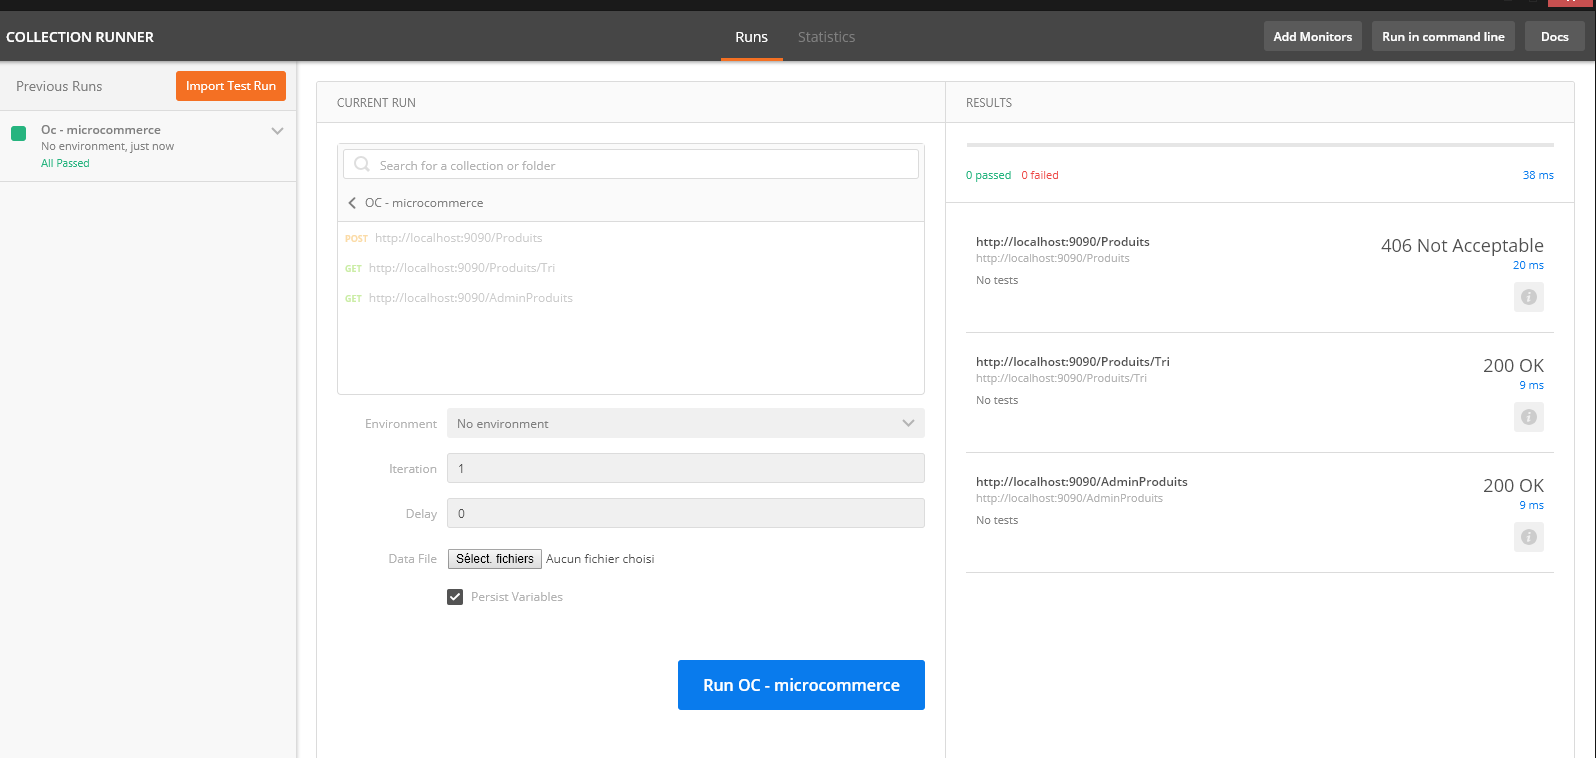 COLLECTION RUNNER
Runs
Statistics
Add Monitors
Run in command line
Docs
Previous Runs
Import Test Run
Oc - microcommerce
No environment, just now
All Passed
CURRENT RUN
Search for a collection or folder
OC - microcommerce
POST http://localhost:9090/Produits
GET http://localhost:9090/Produits/Tri
GET http://localhost:9090/AdminProduits
Environment No environment
Iteration 1
Delay 0
Data File Sélect. fichiers Aucun fichier choisi
Persist Variables
Run OC - microcommerce
RESULTS
0 passed 0 failed 38 ms
http://localhost:9090/Produits 406 Not Acceptable
http://localhost:9090/Produits 20 ms
No tests
http://localhost:9090/Produits/Tri 200 OK
http://localhost:9090/Produits/Tri 9 ms
No tests
http://localhost:9090/AdminProduits 200 OK
http://localhost:9090/AdminProduits 9 ms
No tests